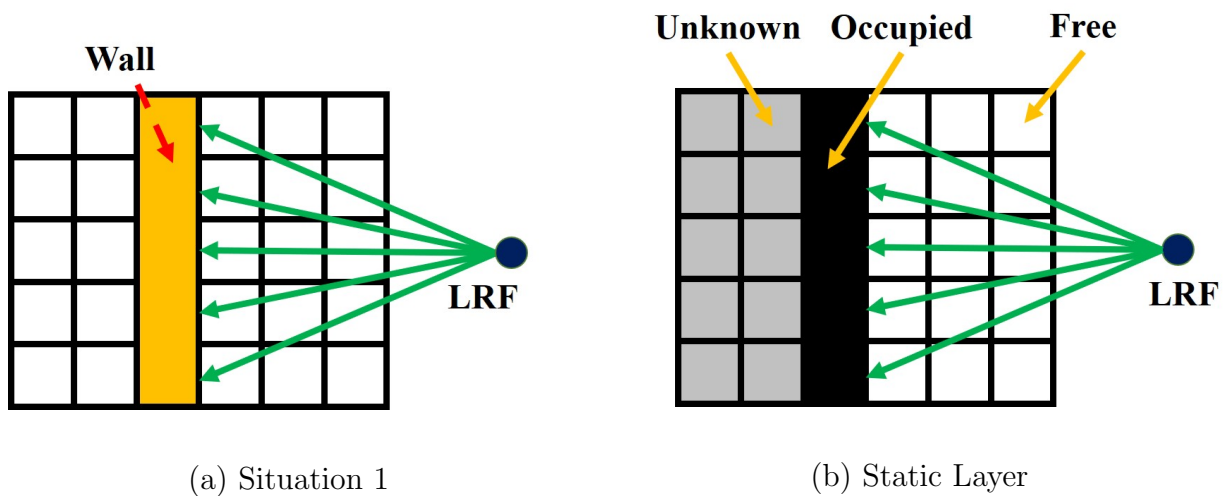 Wall
LRF
Unknown
Occupied
Free
LRF
(a) Situation 1
(b) Static Layer